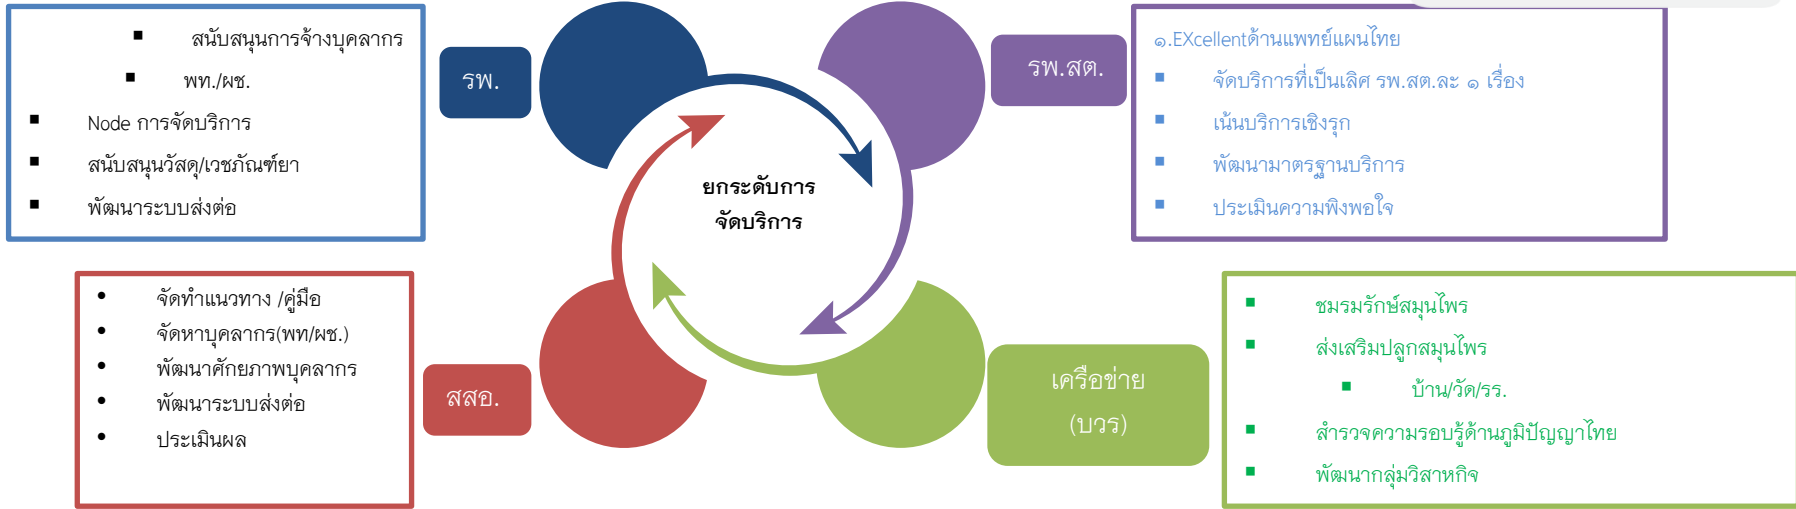 สนับสนุนการจ้างบุคลากร
พท./ผช.
Node การจัดบริการ
สนับสนุนวัสดุ/เวชภัณฑ์ยา
พัฒนาระบบส่งต่อ
รพ.
รพ.สต.
๑.EXcellentด้านแพทย์แผนไทย
จัดบริการที่เป็นเลิศ รพ.สต.ละ ๑ เรื่อง
เน้นบริการเชิงรุก
พัฒนามาตรฐานบริการ
ประเมินความพิงพอใจ
ยกระดับการ
จัดบริการ
จัดทำแนวทาง /คู่มือ
จัดหาบุคลากร(พท/ผช.)
พัฒนาศักยภาพบุคลากร
พัฒนาระบบส่งต่อ
ประเมินผล
สสอ.
เครือข่าย
(บวร)
ชมรมรักษ์สมุนไพร
ส่งเสริมปลูกสมุนไพร
บ้าน/วัด/รร.
สำรวจความรอบรู้ด้านภูมิปัญญาไทย
พัฒนากลุ่มวิสาหกิจ